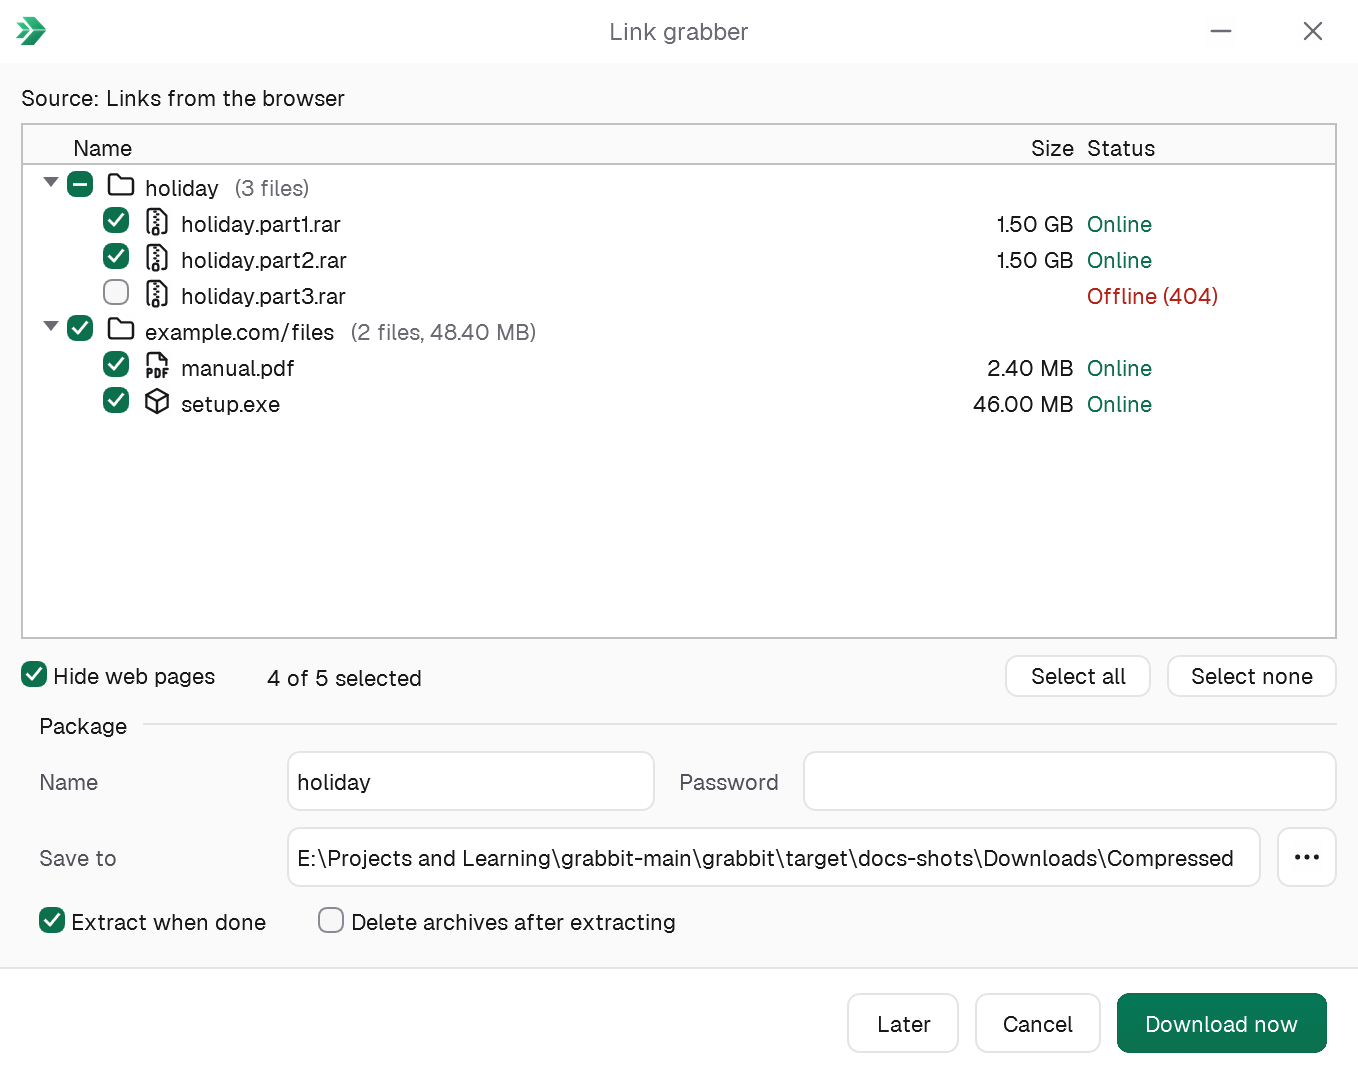 Link grabber
Source: Links from the browser
Name Size Status
holiday (3 files)
holiday.part1.rar 1.50 GB Online
holiday.part2.rar 1.50 GB Online
holiday.part3.rar Offline (404)
example.com/files (2 files, 48.40 MB)
PDF manual.pdf 2.40 MB Online
setup.exe 46.00 MB Online
Hide web pages 4 of 5 selected Select all Select none
Package
Name holiday Password
Save to E:\Projects and Learning\grabbit-main\grabbit\target\docs-shots\Downloads\Compressed ...
Extract when done Delete archives after extracting
Later Cancel Download now